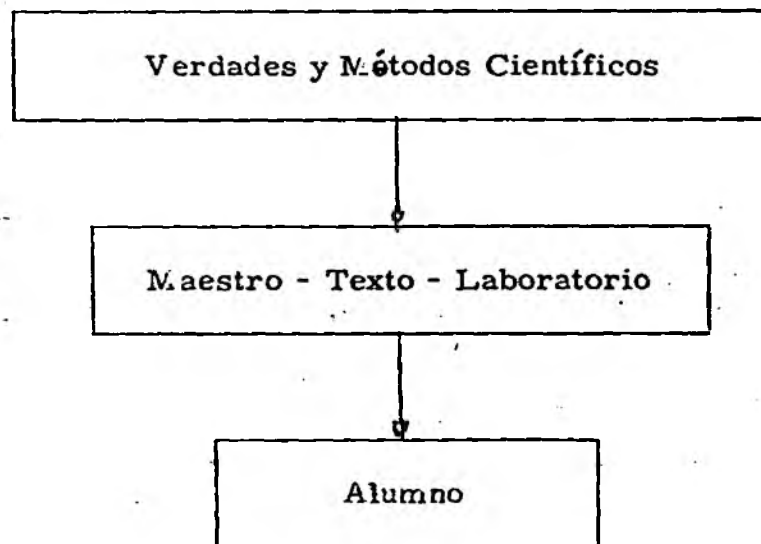 Verdades y Métodos Científicos
Maestro - Texto - Laboratorio
Alumno